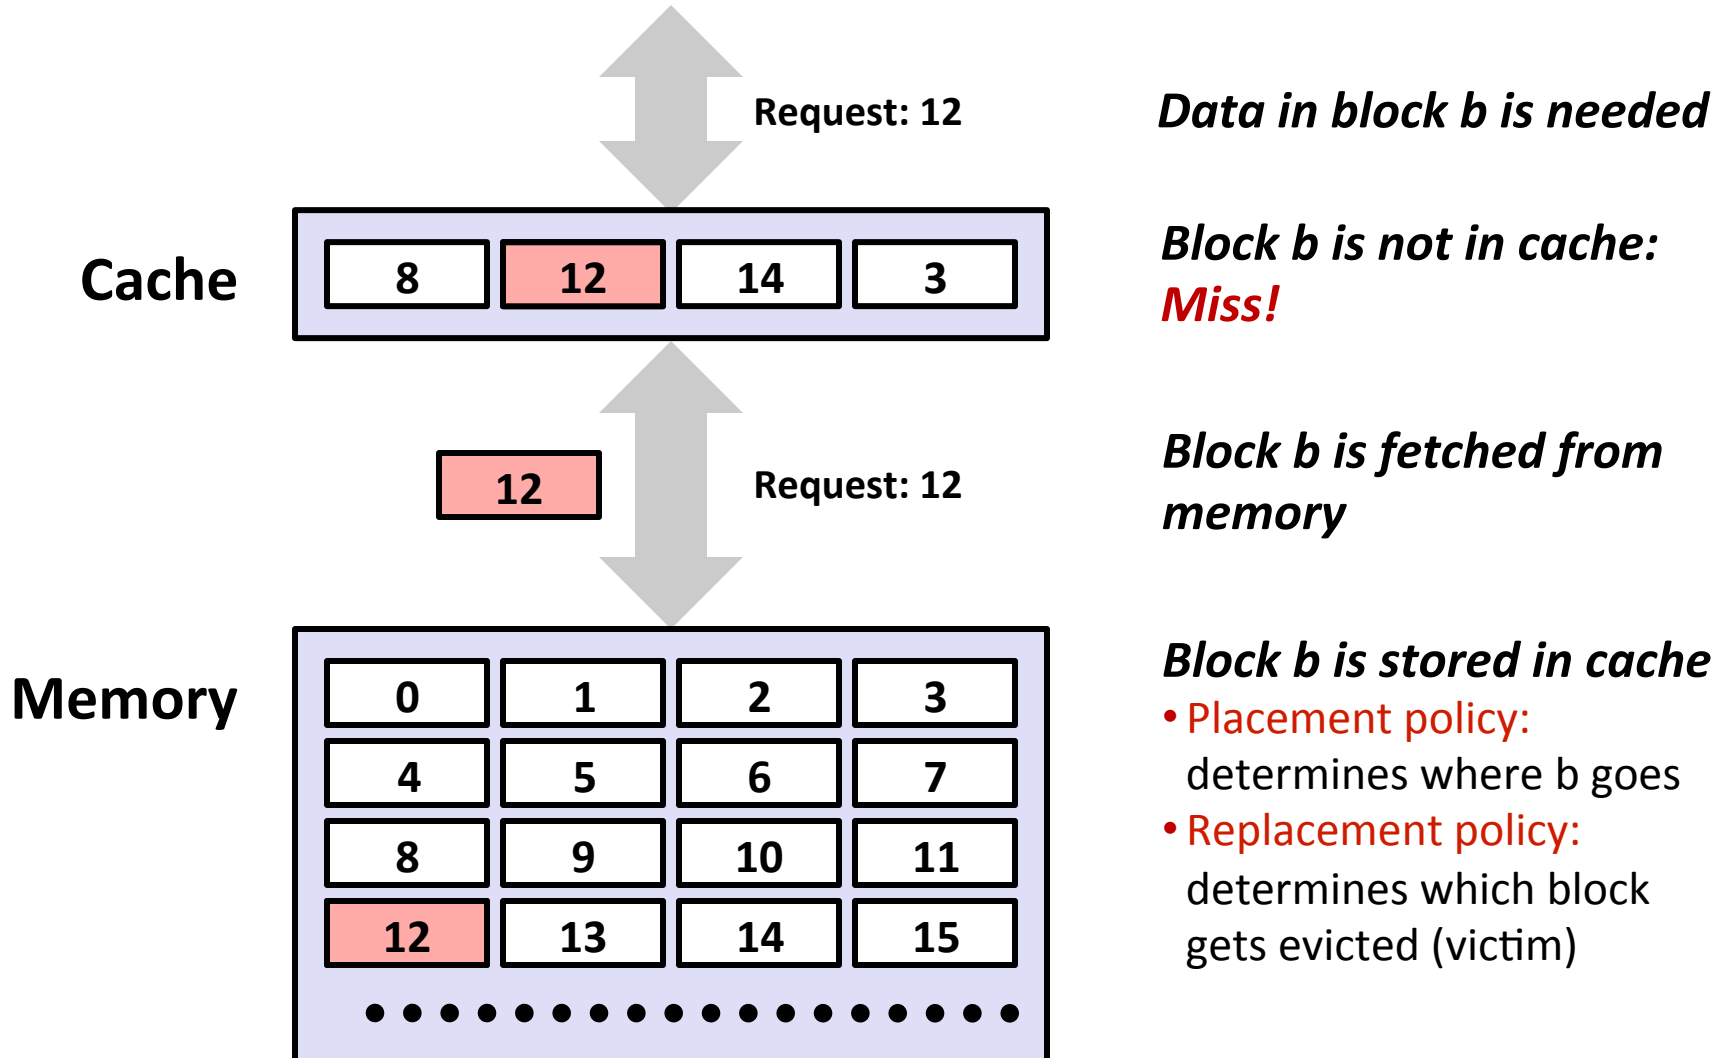 Request: 12
Data in block b is needed
Cache
8 12 14 3
Block b is not in cache:
Miss!
12
Request: 12
Block b is fetched from
memory
Memory
0 1 2 3
4 5 6 7
8 9 10 11
12 13 14 15
Block b is stored in cache
• Placement policy:
determines where b goes
• Replacement policy:
determines which block
gets evicted (victim)